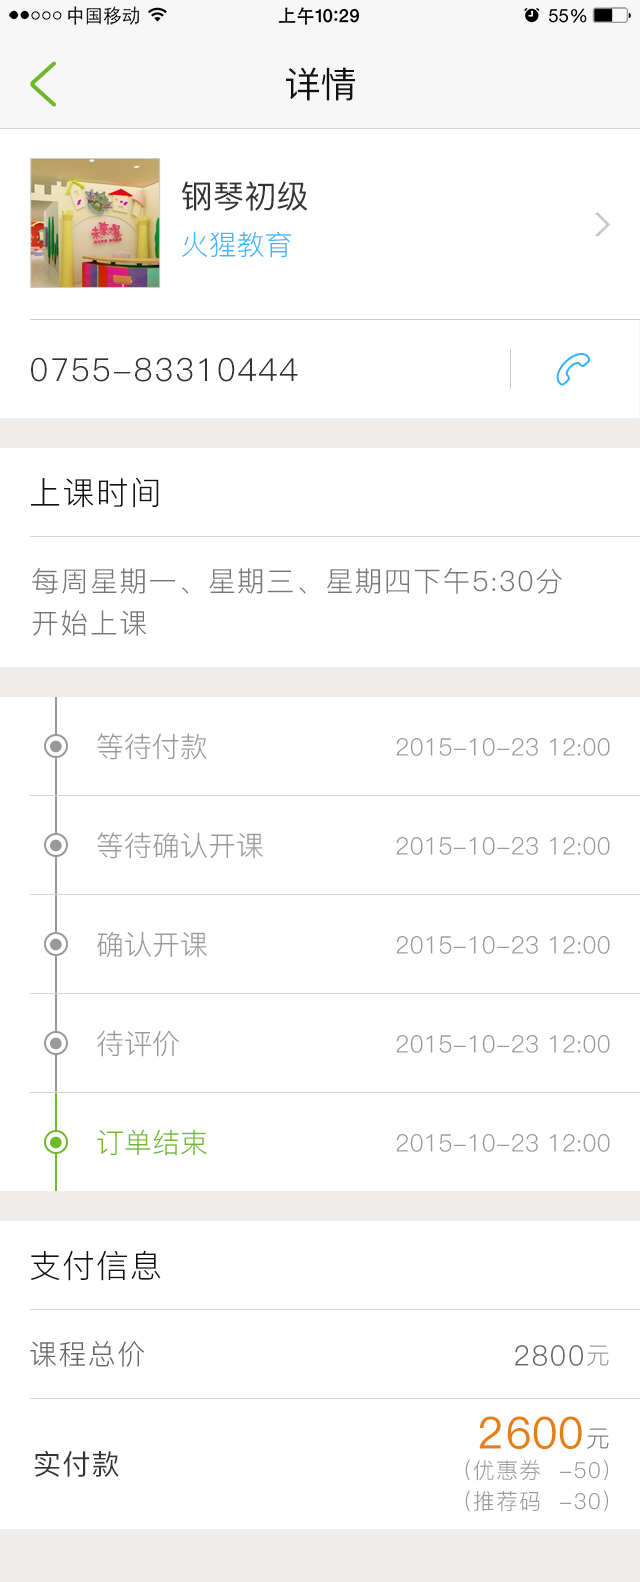 中国移动 上午10:29 55%
详情
钢琴初级
火猩教育
0755-83310444
上课时间
每周星期一、星期三、星期四下午5:30分
开始上课
等待付款 2015-10-23 12:00
等待确认开课 2015-10-23 12:00
确认开课 2015-10-23 12:00
待评价 2015-10-23 12:00
订单结束 2015-10-23 12:00
支付信息
课程总价 2800元
实付款 2600元
(优惠券 -50)
(推荐码 -30)